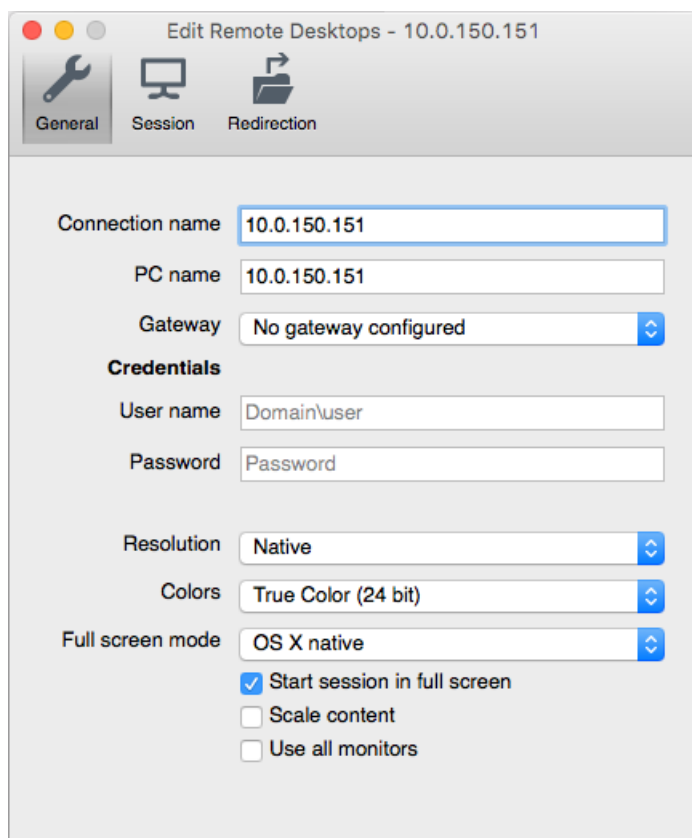 Edit Remote Desktops - 10.0.150.151
General Session Redirection
Connection name 10.0.150.151
PC name 10.0.150.151
Gateway No gateway configured
Credentials
User name Domain\user
Password Password
Resolution Native
Colors True Color (24 bit)
Full screen mode OS X native
Start session in full screen
Scale content
Use all monitors